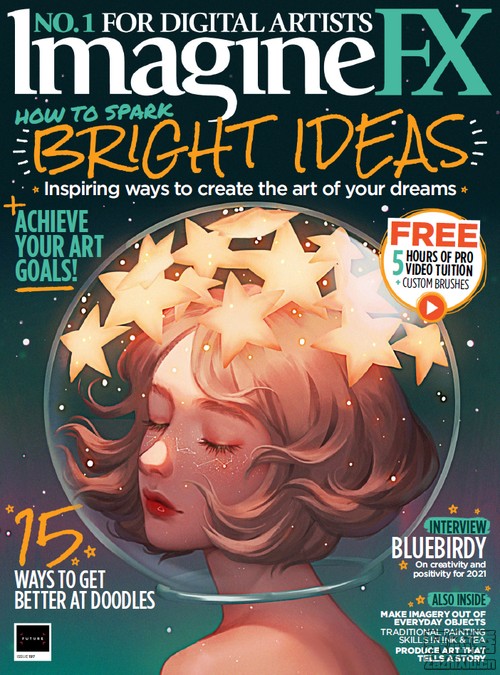 NO.1 FOR DIGITAL ARTISTS
ImagineFX
HOW TO SPARK
BRIGHT IDEAS
Inspiring ways to create the art of your dreams
+ ACHIEVE
YOUR ART
GOALS!
FREE
5 HOURS OF PRO
VIDEO TUITION
+ CUSTOM BRUSHES
15
WAYS TO GET
BETTER AT DOODLES
INTERVIEW
BLUEBIRDY
On creativity and
positivity for 2021
ALSO INSIDE
MAKE IMAGERY OUT OF
EVERYDAY OBJECTS
TRADITIONAL PAINTING
SKILLS IN INK & TEA
PRODUCE ART THAT
TELLS A STORY
FUTURE
ISSUE 197